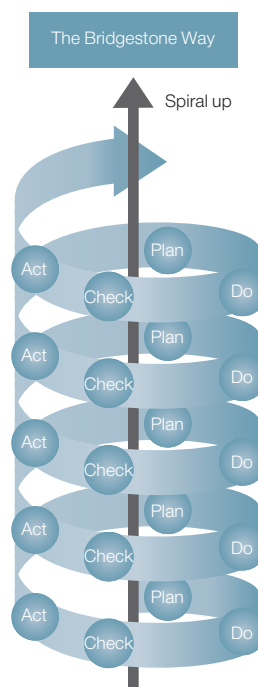 The Bridgestone Way
Spiral up
Plan
Act
Do
Check
Plan
Act
Do
Check
Plan
Act
Do
Check
Plan
Act
Do
Check
Plan
Act
Do
Check